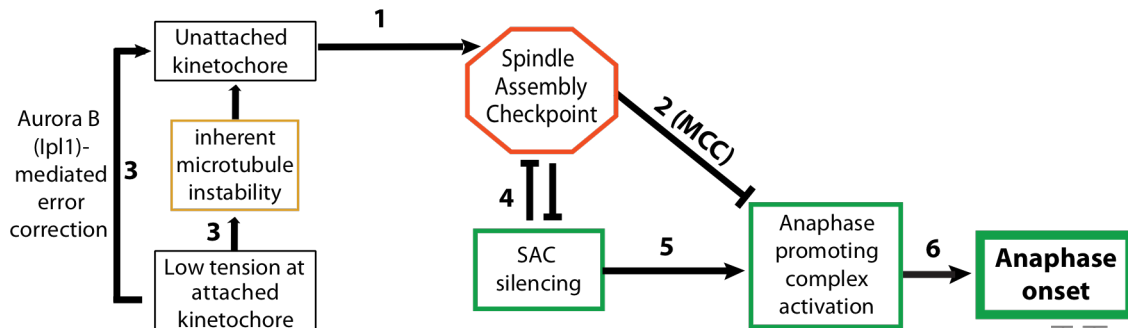 1
Unattached
kinetochore
Spindle
Assembly
Checkpoint
2 (MCC)
Aurora B
(Ipl1)-
mediated
error
correction
3
inherent
microtubule
instability
3
Low tension at
attached
kinetochore
4
SAC
silencing
5
Anaphase
promoting
complex
activation
6
Anaphase
onset